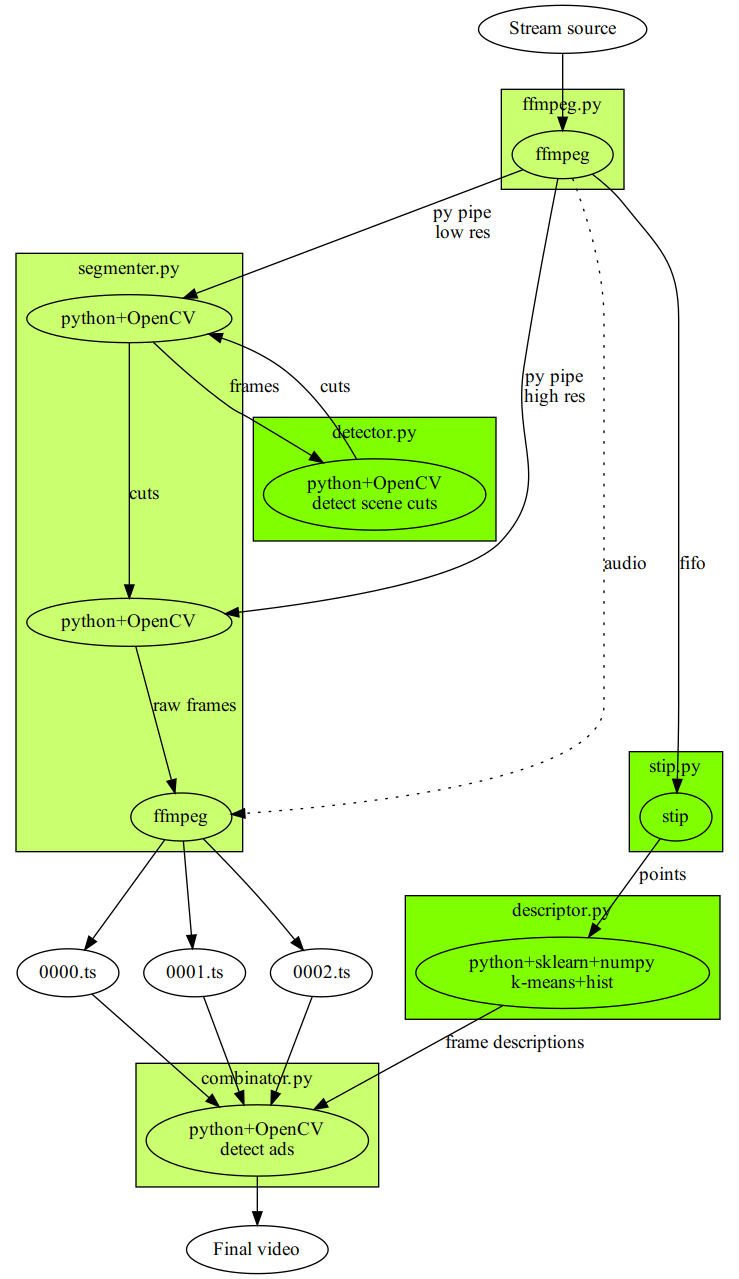 Stream source
ffmpeg.py
ffmpeg
py pipe
low res
segmenter.py
python+OpenCV
py pipe
high res
frames
cuts
detector.py
python+OpenCV
detect scene cuts
cuts
audio
fifo
python+OpenCV
raw frames
stip.py
ffmpeg
stip
points
descriptor.py
python+sklearn+numpy
k-means+hist
0000.ts
0001.ts
0002.ts
frame descriptions
combinator.py
python+OpenCV
detect ads
Final video